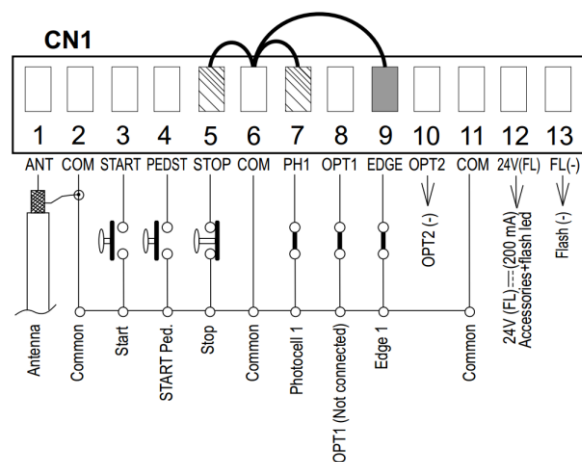 CN1
1 2 3 4 5 6 7 8 9 10 11 12 13
ANT COM START PEDST STOP COM PH1 OPT1 EDGE OPT2 COM 24V(FL) FL(-)
Antenna
Common
Start
START Ped.
Stop
Common
Photocell 1
OPT1 (Not connected)
Edge 1
OPT2 (-)
Common
24V (FL) ⎓ (200 mA)
Accessories+flash led
Flash (-)